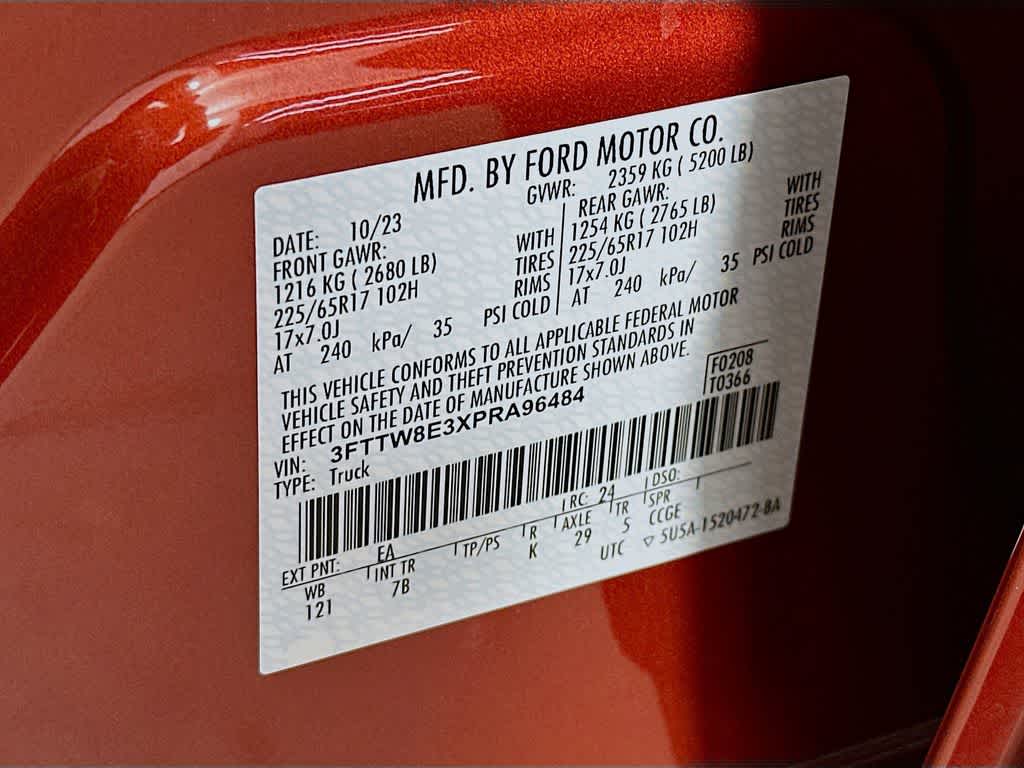 MFD. BY FORD MOTOR CO.
DATE: 10/23 GVWR: 2359 KG ( 5200 LB)
FRONT GAWR: REAR GAWR:
1216 KG ( 2680 LB) WITH 1254 KG ( 2765 LB) WITH
225/65R17 102H TIRES 225/65R17 102H TIRES
17x7.0J RIMS 17x7.0J RIMS
AT 240 kPa/ 35 PSI COLD AT 240 kPa/ 35 PSI COLD
THIS VEHICLE CONFORMS TO ALL APPLICABLE FEDERAL MOTOR
VEHICLE SAFETY AND THEFT PREVENTION STANDARDS IN
EFFECT ON THE DATE OF MANUFACTURE SHOWN ABOVE.
VIN: 3FTTW8E3XPRA96484 F0208
TYPE: Truck T0366
EXT PNT: EA RC: 24 DSO:
WB INT TR TP/PS R AXLE TR SPR
121 7B K 29 5 CCGE
UTC ▽ 5U5A-1520472-BA